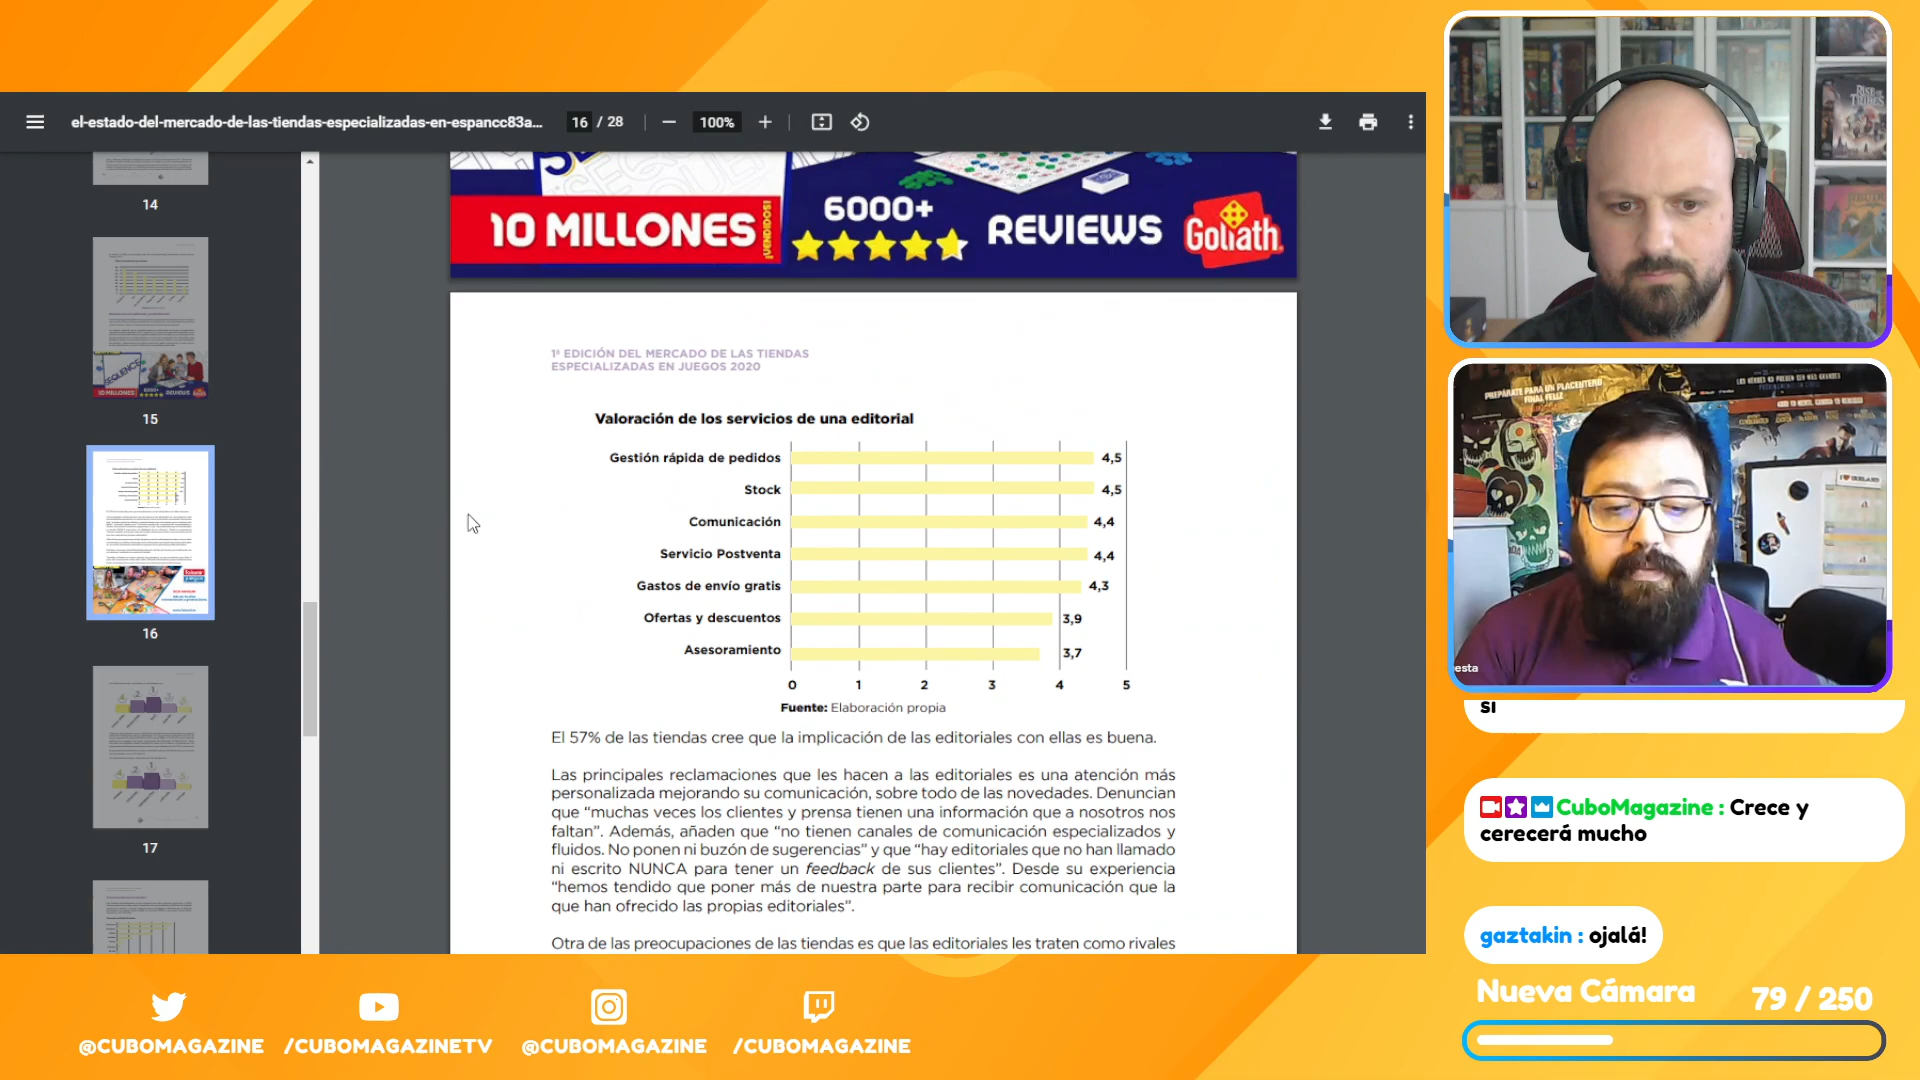 el-estado-del-mercado-de-las-tiendas-especializadas-en-espancc83a...
16 / 28
100%
14
15
16
17
10 MILLONES
¡VENDIDOS!
6000+
REVIEWS
Goliath
1ª EDICIÓN DEL MERCADO DE LAS TIENDAS
ESPECIALIZADAS EN JUEGOS 2020
Valoración de los servicios de una editorial
Gestión rápida de pedidos 4,5
Stock 4,5
Comunicación 4,4
Servicio Postventa 4,4
Gastos de envío gratis 4,3
Ofertas y descuentos 3,9
Asesoramiento 3,7
0 1 2 3 4 5
Fuente: Elaboración propia
El 57% de las tiendas cree que la implicación de las editoriales con ellas es buena.
Las principales reclamaciones que les hacen a las editoriales es una atención más
personalizada mejorando su comunicación, sobre todo de las novedades. Denuncian
que “muchas veces los clientes y prensa tienen una información que a nosotros nos
faltan”. Además, añaden que “no tienen canales de comunicación especializados y
fluidos. No ponen ni buzón de sugerencias” y que “hay editoriales que no han llamado
ni escrito NUNCA para tener un feedback de sus clientes”. Desde su experiencia
“hemos tendido que poner más de nuestra parte para recibir comunicación que la
que han ofrecido las propias editoriales”.
Otra de las preocupaciones de las tiendas es que las editoriales les traten como rivales
RISE OF TRIBES
PREPÁRATE PARA UN PLACENTERO
FINAL FELIZ
esta
si
CuboMagazine : Crece y
cerecerá mucho
gaztakin : ojalá!
Nueva Cámara 79 / 250
@CUBOMAGAZINE
/CUBOMAGAZINETV
@CUBOMAGAZINE
/CUBOMAGAZINE